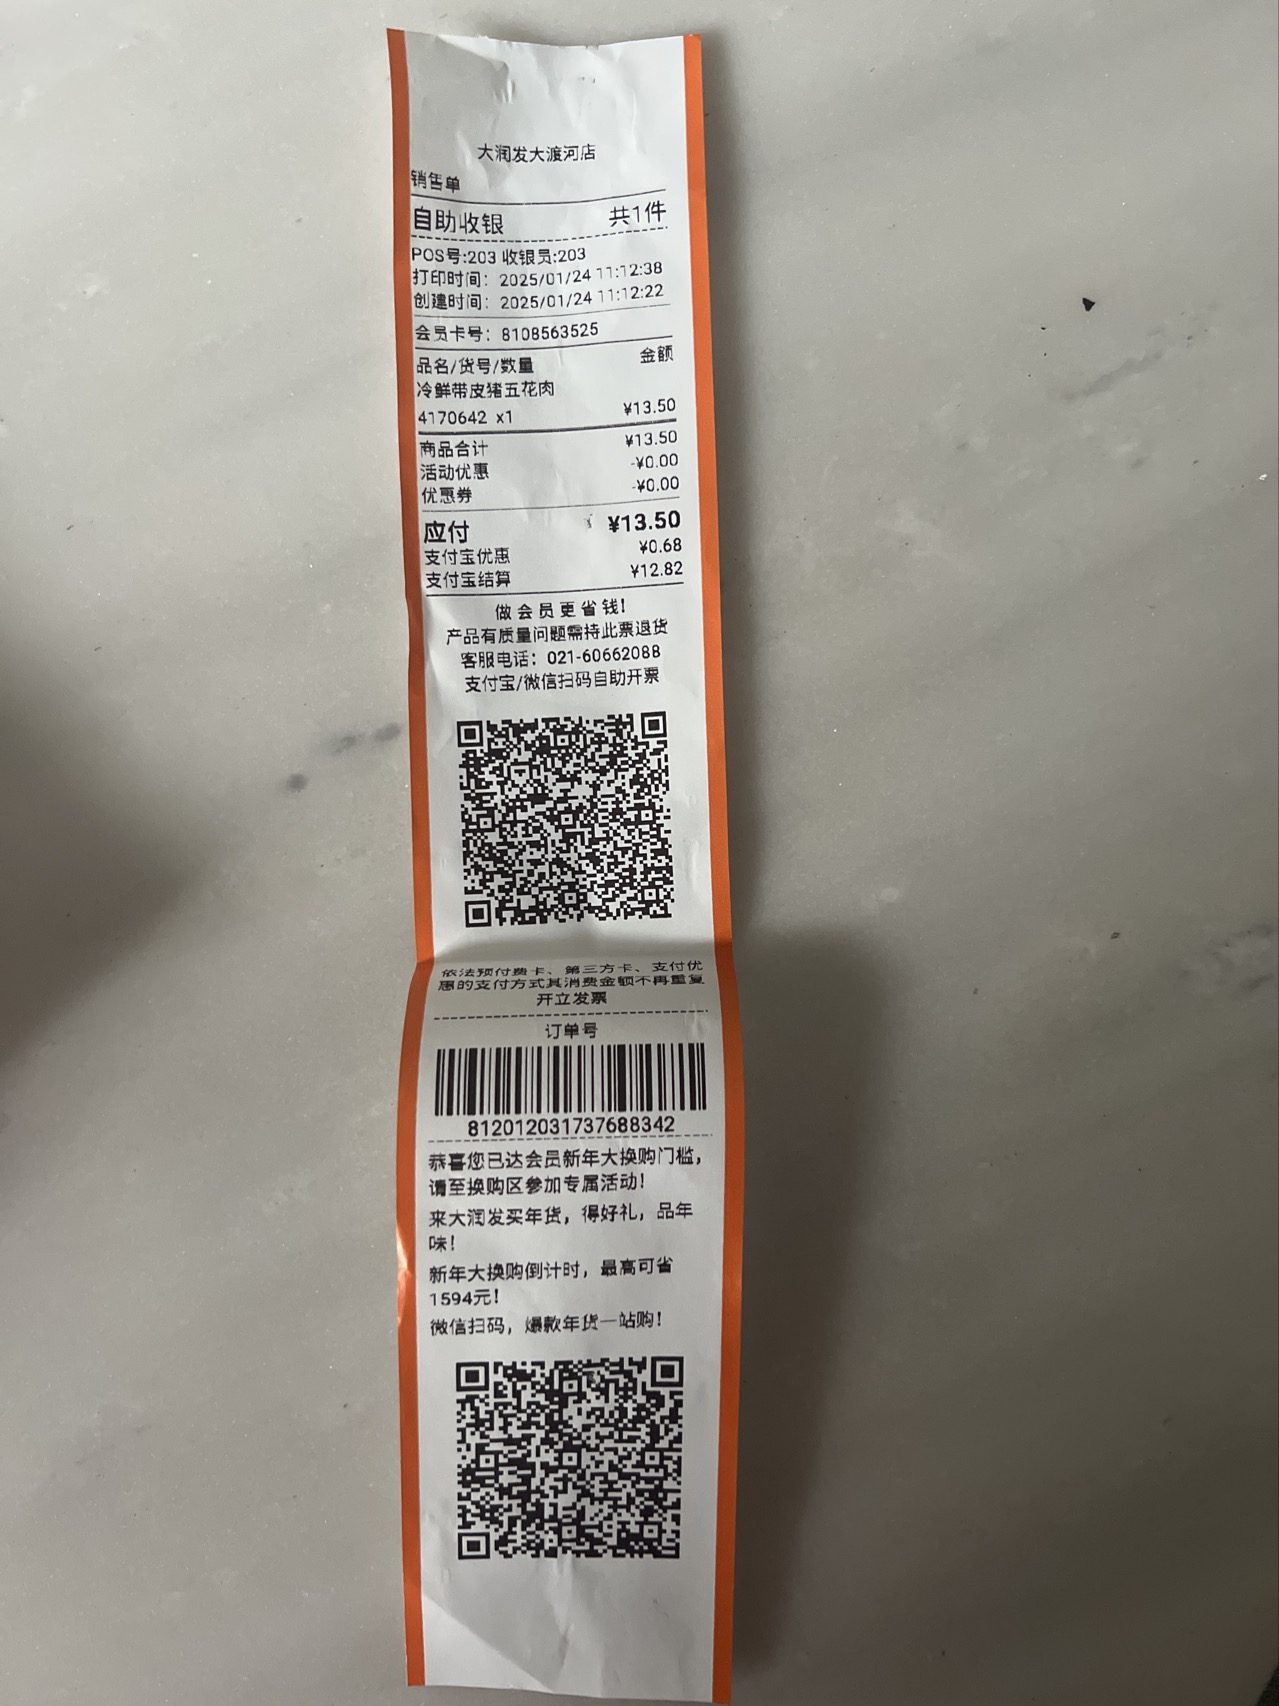 大润发大渡河店
销售单
自助收银 共1件
POS号:203 收银员:203
打印时间: 2025/01/24 11:12:38
创建时间: 2025/01/24 11:12:22
会员卡号: 8108563525
品名/货号/数量 金额
冷鲜带皮猪五花肉
4170642 x1 ¥13.50
商品合计 ¥13.50
活动优惠 -¥0.00
优惠券 -¥0.00
应付 ¥13.50
支付宝优惠 ¥0.68
支付宝结算 ¥12.82
做会员更省钱!
产品有质量问题需持此票退货
客服电话: 021-60662088
支付宝/微信扫码自助开票
依法预付费卡、第三方卡、支付优
惠的支付方式其消费金额不再重复
开立发票
订单号
812012031737688342
恭喜您已达会员新年大换购门槛,
请至换购区参加专属活动!
来大润发买年货, 得好礼, 品年
味!
新年大换购倒计时, 最高可省
1594元!
微信扫码, 爆款年货一站购!